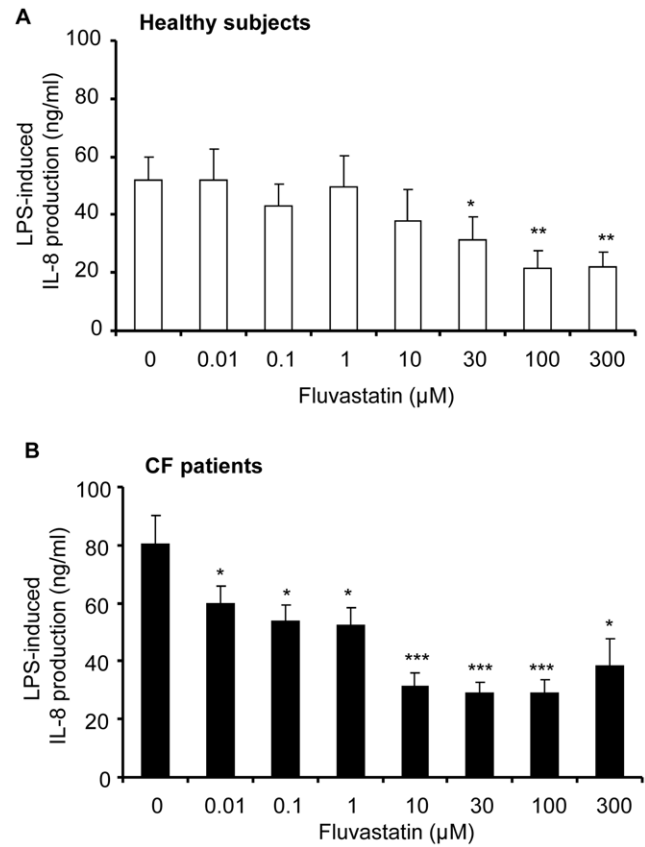 A
Healthy subjects
LPS-induced
IL-8 production (ng/ml)
100
80
60
40
20
0
*
**
**
0 0.01 0.1 1 10 30 100 300
Fluvastatin (µM)
B
CF patients
LPS-induced
IL-8 production (ng/ml)
100
80
60
40
20
0
*
*
*
***
***
***
*
0 0.01 0.1 1 10 30 100 300
Fluvastatin (µM)